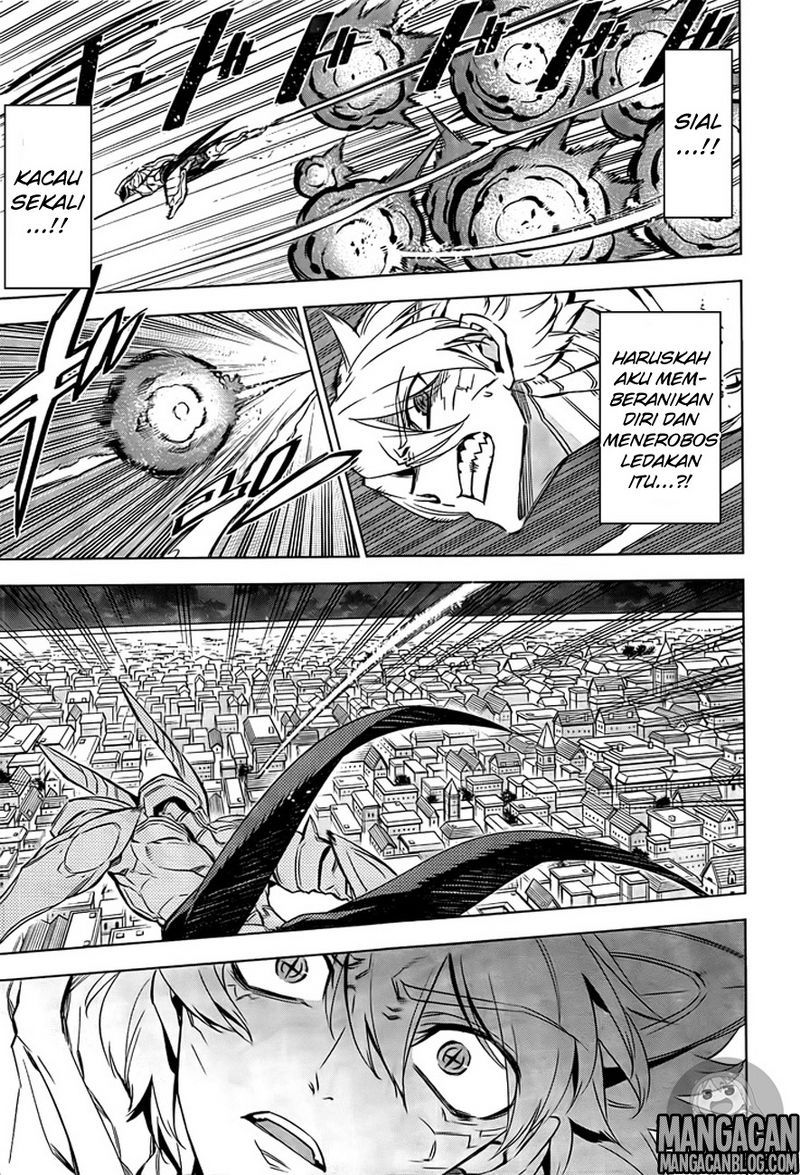 SIAL
...!!
KACAU
SEKALI
...!!
HARUSKAH
AKU MEM-
BERANIKAN
DIRI DAN
MENEROBOS
LEDAKAN
ITU...?!
MANGACAN
MANGACANBLOG.COM